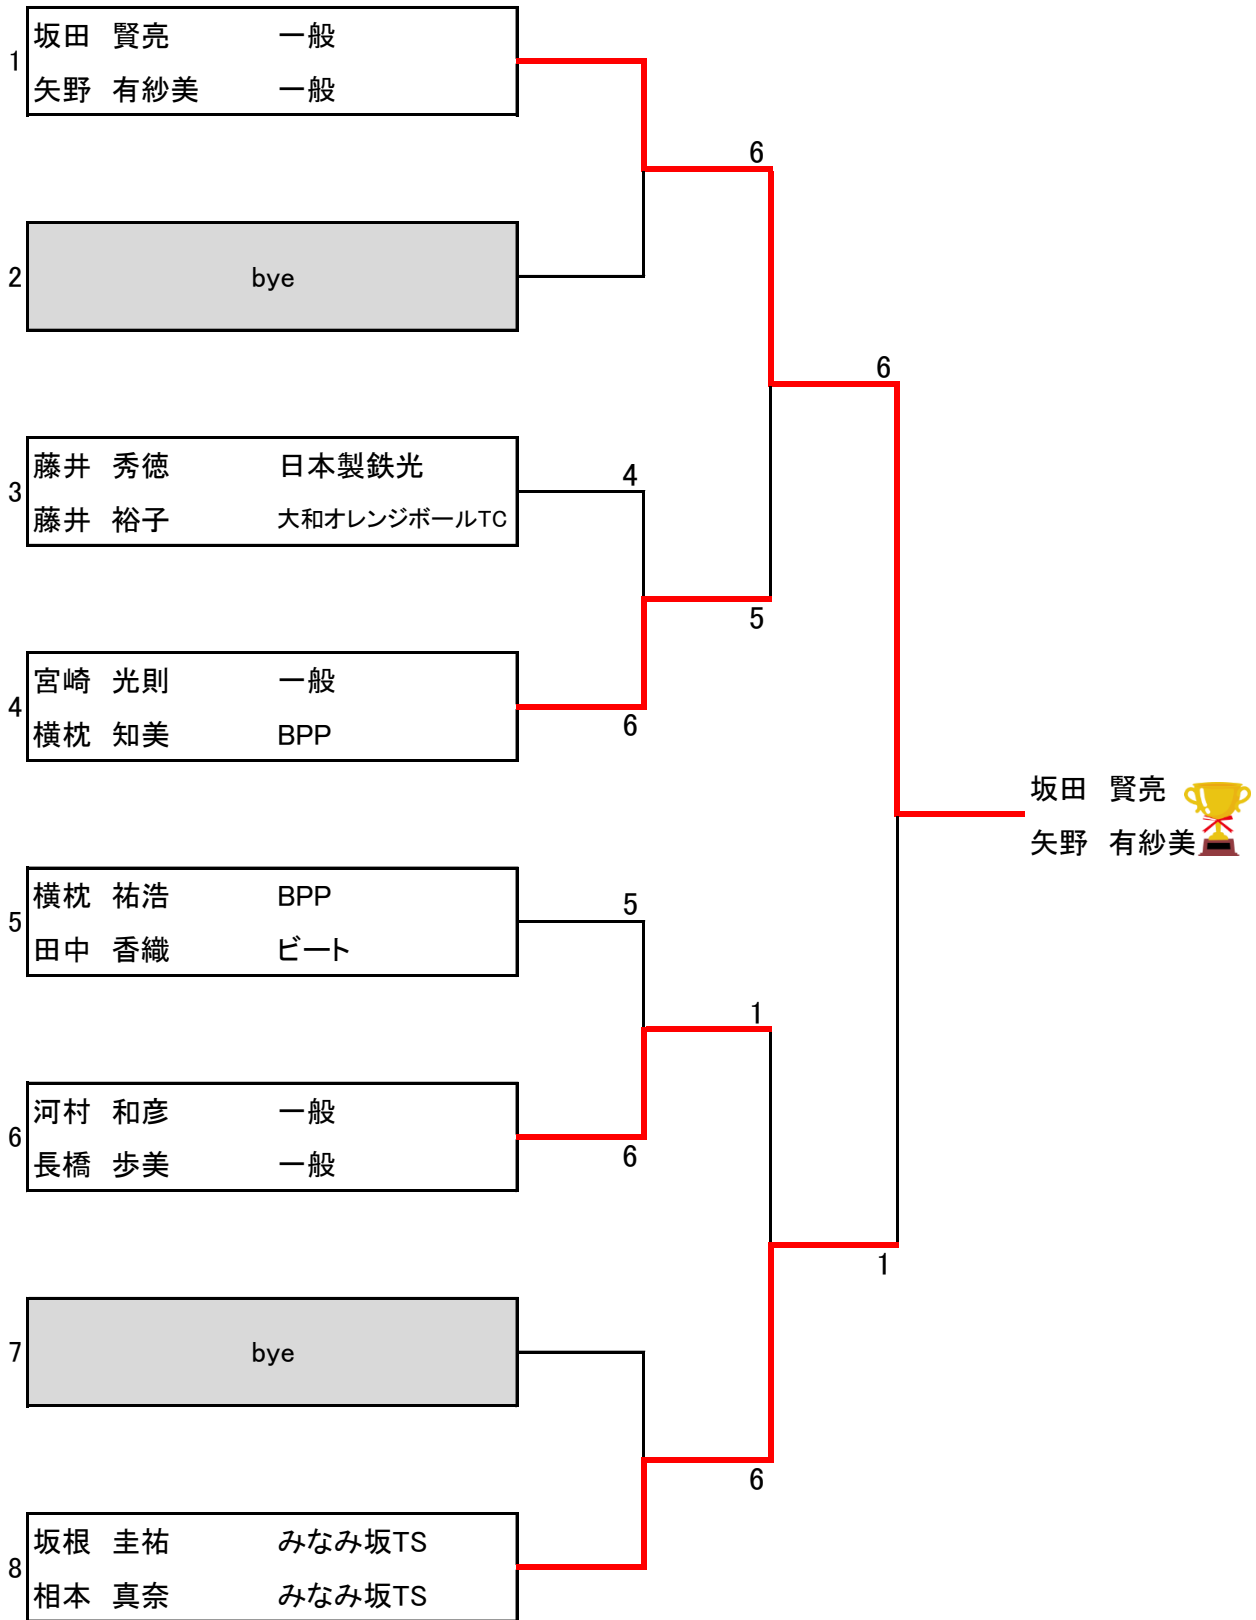 1
坂田 賢亮 一般
矢野 有紗美 一般
6
2
bye
6
3
藤井 秀徳 日本製鉄光
藤井 裕子 大和オレンジボールTC
4
5
4
宮崎 光則 一般
横枕 知美 BPP
6
坂田 賢亮
矢野 有紗美
5
横枕 祐浩 BPP
田中 香織 ビート
5
1
6
河村 和彦 一般
長橋 歩美 一般
6
1
7
bye
6
8
坂根 圭祐 みなみ坂TS
相本 真奈 みなみ坂TS